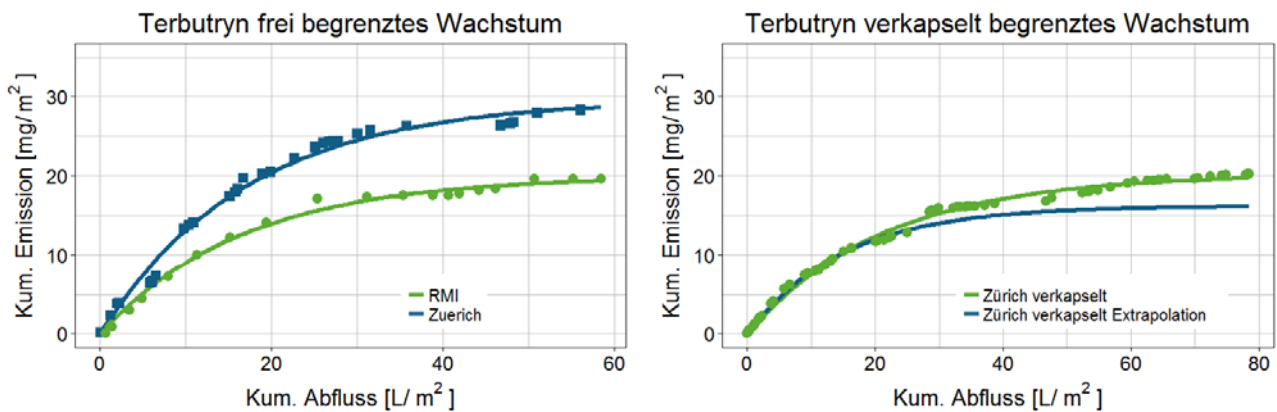 Terbutryn frei begrenztes Wachstum
Kum. Emission [mg/ m²]
30
20
10
0
RMI
Zuerich
0 20 40 60
Kum. Abfluss [L/ m²]
Terbutryn verkapselt begrenztes Wachstum
Kum. Emission [mg/ m²]
30
20
10
0
Zürich verkapselt
Zürich verkapselt Extrapolation
0 20 40 60 80
Kum. Abfluss [L/ m²]